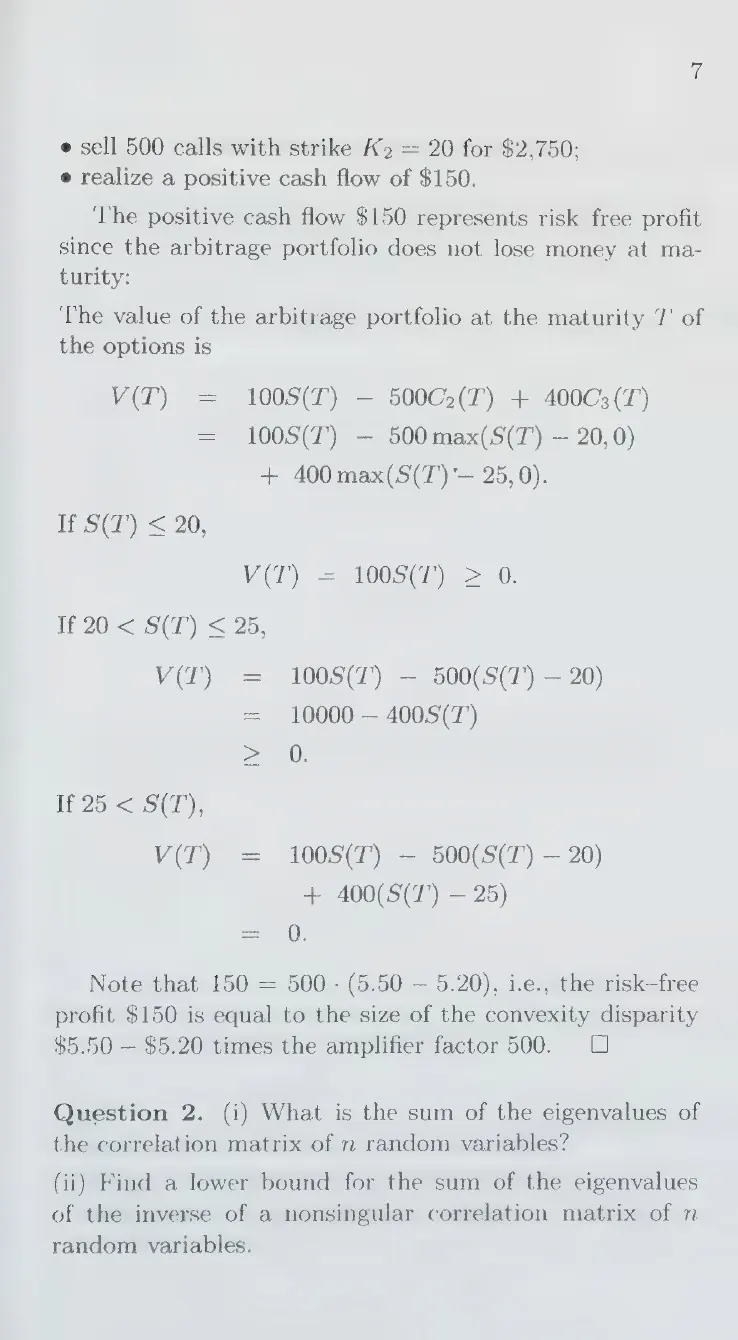 7
• sell 500 calls with strike K₂ = 20 for $2,750;
• realize a positive cash flow of $150.
The positive cash flow $150 represents risk free profit
since the arbitrage portfolio does not lose money at ma-
turity:
The value of the arbitrage portfolio at the maturity T of
the options is
V(T) = 100S(T) − 500C₂(T) + 400C₃(T)
= 100S(T) − 500 max(S(T) − 20, 0)
+ 400 max(S(T) − 25, 0).
If S(T) ≤ 20,
V(T) = 100S(T) ≥ 0.
If 20 < S(T) ≤ 25,
V(T) = 100S(T) − 500(S(T) − 20)
= 10000 − 400S(T)
≥ 0.
If 25 < S(T),
V(T) = 100S(T) − 500(S(T) − 20)
+ 400(S(T) − 25)
= 0.
Note that 150 = 500 · (5.50 − 5.20), i.e., the risk–free
profit $150 is equal to the size of the convexity disparity
$5.50 − $5.20 times the amplifier factor 500. □
Question 2. (i) What is the sum of the eigenvalues of
the correlation matrix of n random variables?
(ii) Find a lower bound for the sum of the eigenvalues
of the inverse of a nonsingular correlation matrix of n
random variables.